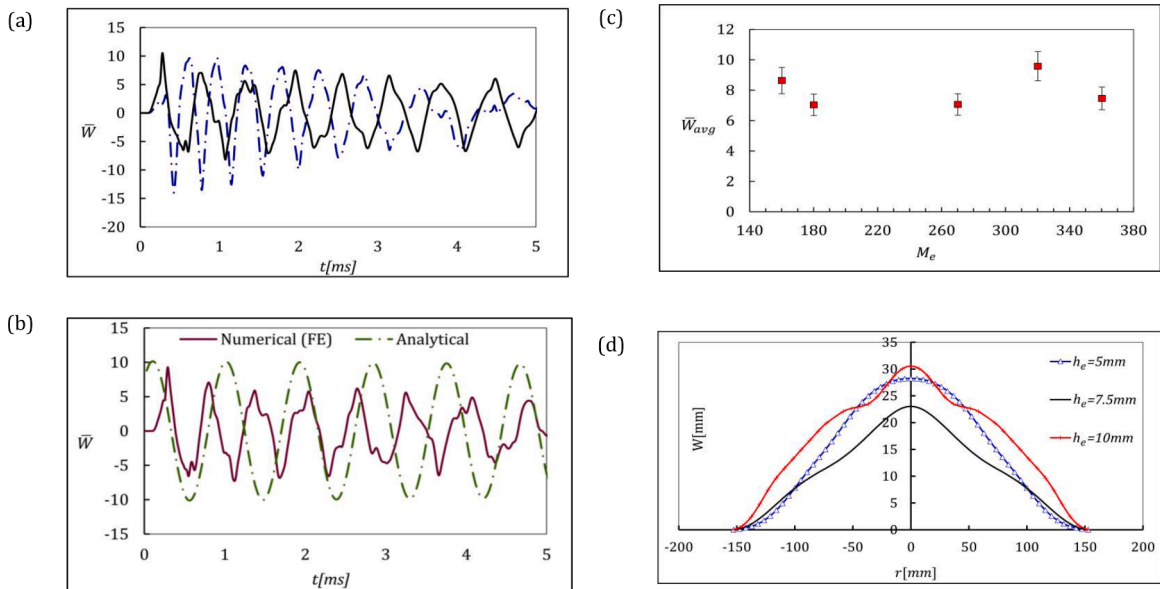 (a)
15
10
5
0
-5
-10
-15
-20
W̅
0 1 2 3 4 5
t[ms]
(b)
15
10
5
0
-5
-10
-15
W̅
Numerical (FE) Analytical
0 1 2 3 4 5
t[ms]
(c)
12
10
8
6
4
2
0
W̅avg
140 180 220 260 300 340 380
Me
(d)
35
30
25
20
15
10
5
0
W[mm]
he=5mm
he=7.5mm
he=10mm
-200 -150 -100 -50 0 50 100 150 200
r[mm]